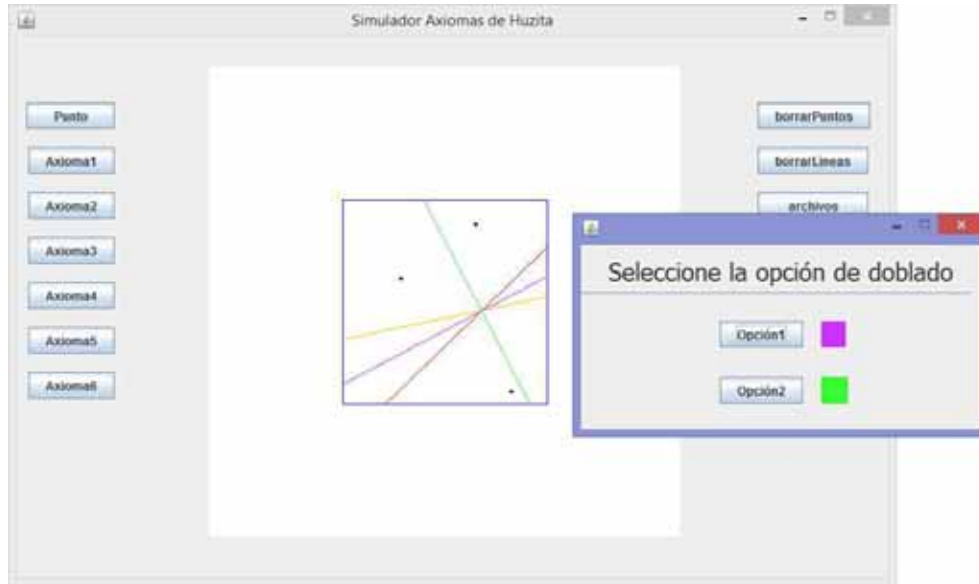 Simulador Axiomas de Huzita
Punto
Axioma1
Axioma2
Axioma3
Axioma4
Axioma5
Axioma6
borrarPuntos
borrarLineas
archivos
Seleccione la opción de doblado
Opción1
Opción2